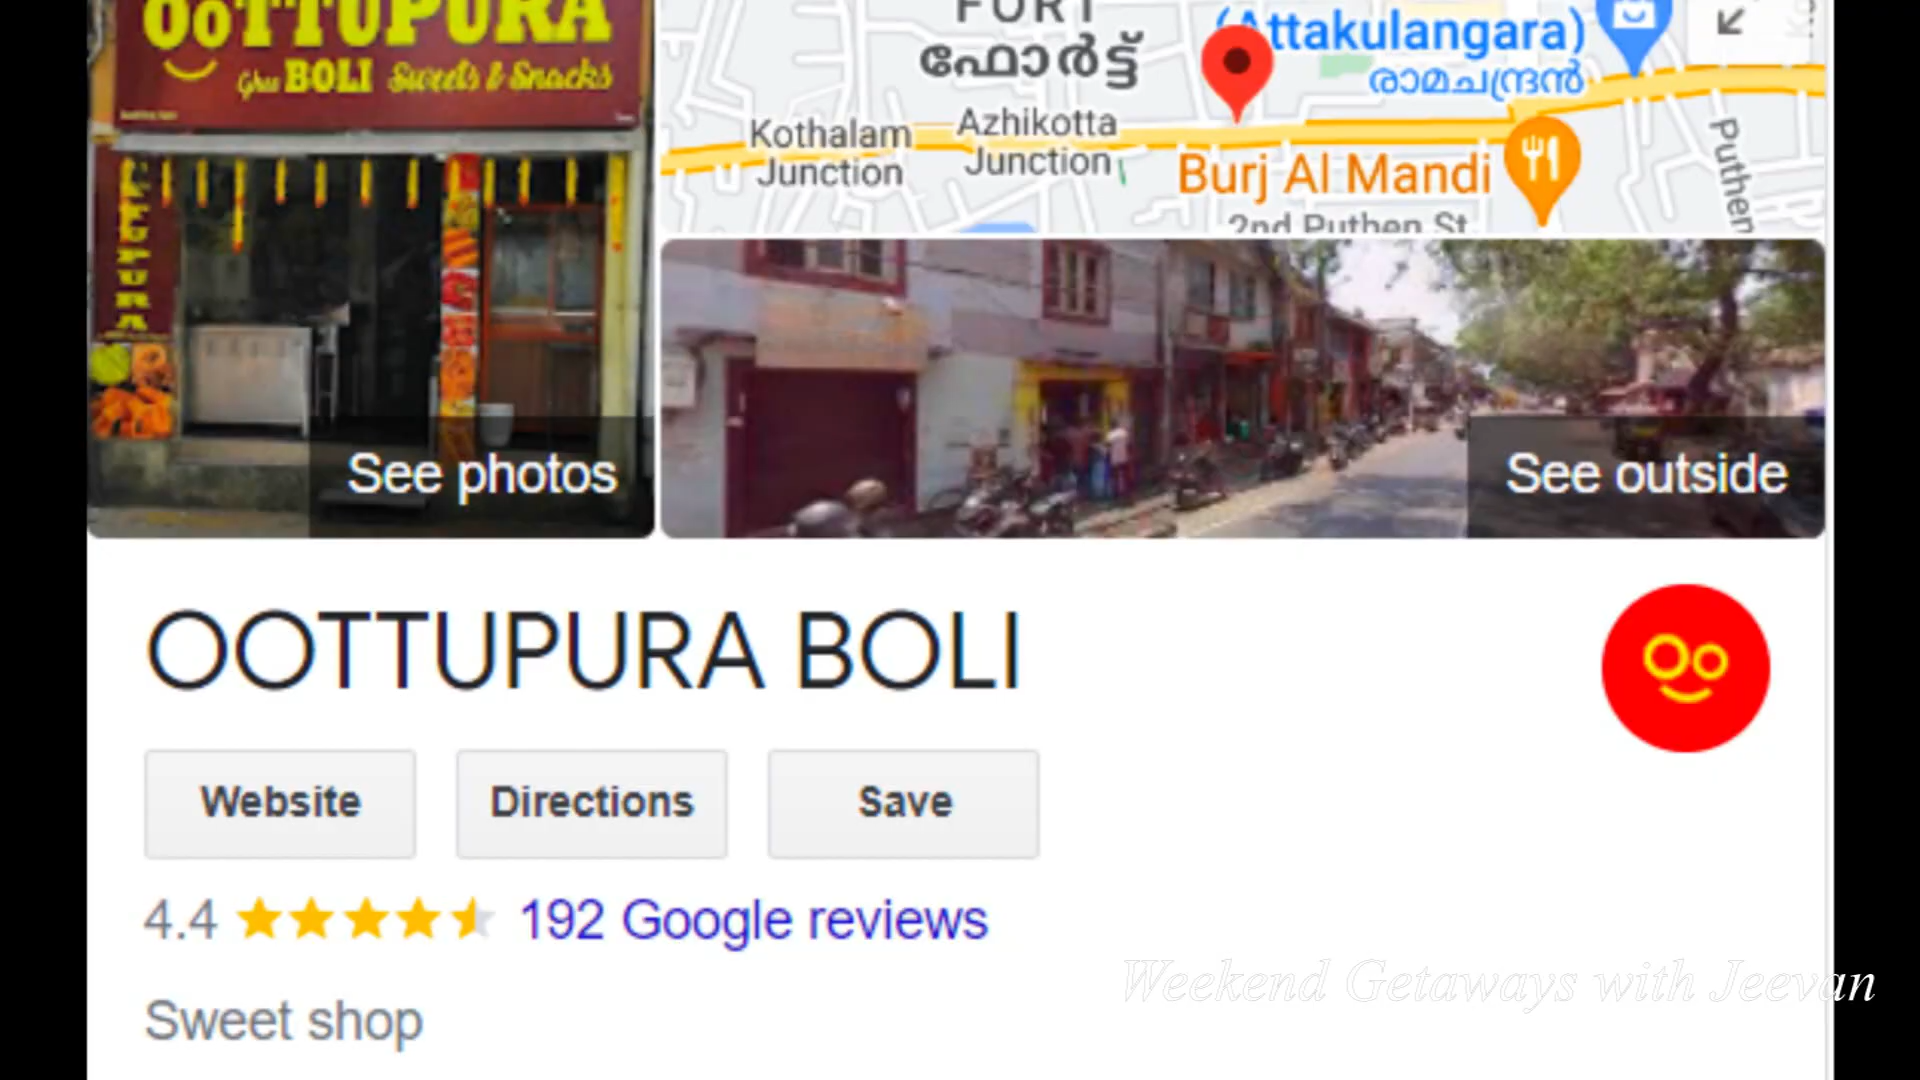 OoTTUPURA
Ghee BOLI Sweets & Snacks
FORT
ഫോർട്ട്
(Attakulangara)
രാമചന്ദ്രൻ
Kothalam
Junction
Azhikotta
Junction
Burj Al Mandi
2nd Puthen St
Puthen
See photos
See outside
OOTTUPURA BOLI
Website
Directions
Save
4.4
192 Google reviews
Sweet shop
Weekend Getaways with Jeevan